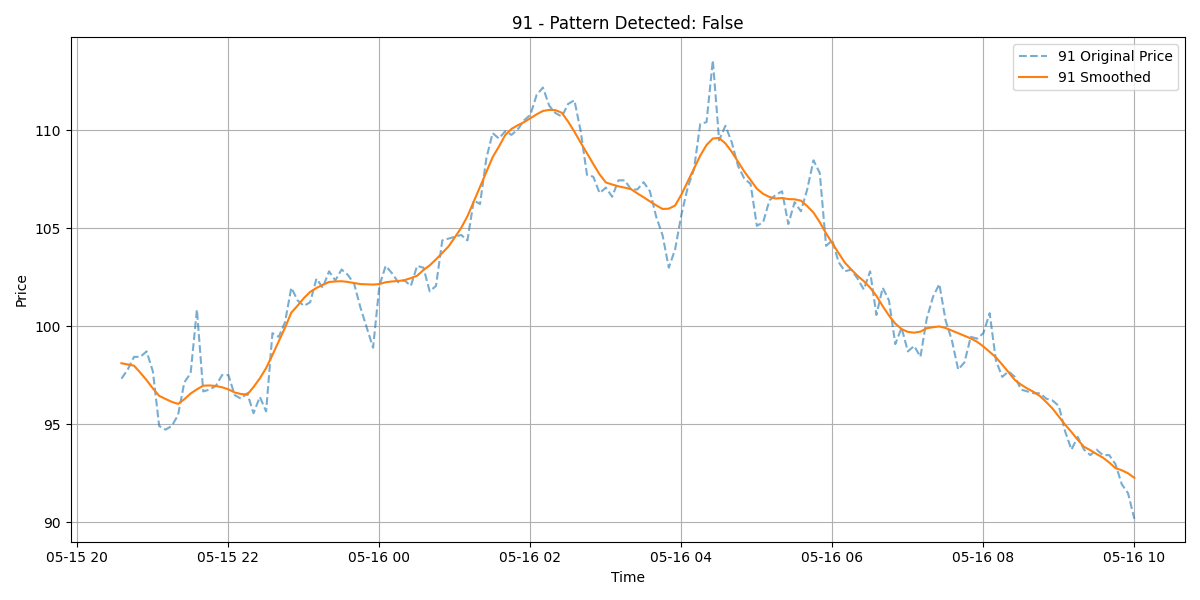 91 - Pattern Detected: False
91 Original Price
91 Smoothed
Price
110
105
100
95
90
05-15 20 05-15 22 05-16 00 05-16 02 05-16 04 05-16 06 05-16 08 05-16 10
Time